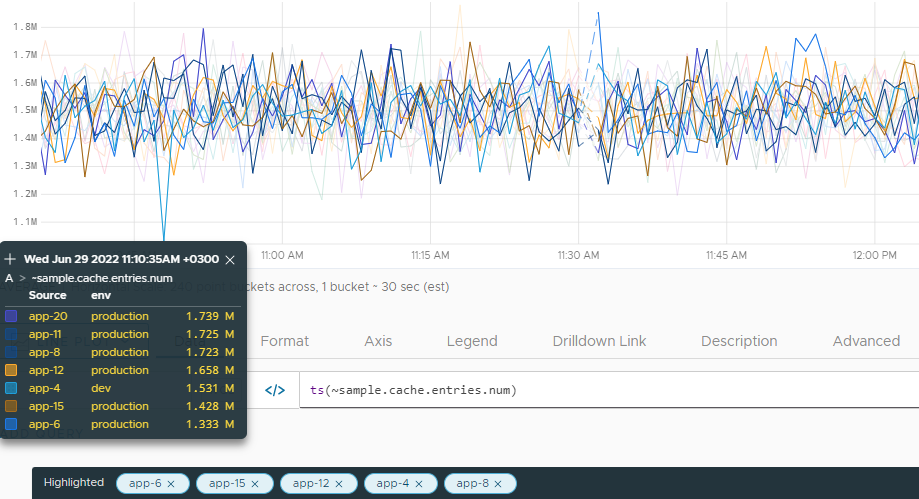 1.8M
1.7M
1.6M
1.5M
1.4M
1.3M
1.2M
1.1M
11:00 AM
11:15 AM
11:30 AM
11:45 AM
12:00 PM
buckets across, 1 bucket ~ 30 sec (est)
Wed Jun 29 2022 11:10:35AM +0300
A > ~sample.cache.entries.num
Source env
app-20 production 1.739 M
app-11 production 1.725 M
app-8 production 1.723 M
app-12 production 1.658 M
app-4 dev 1.531 M
app-15 production 1.428 M
app-6 production 1.333 M
Format Axis Legend Drilldown Link Description Advanced
</> ts(~sample.cache.entries.num)
Highlighted app-6 × app-15 × app-12 × app-4 × app-8 ×